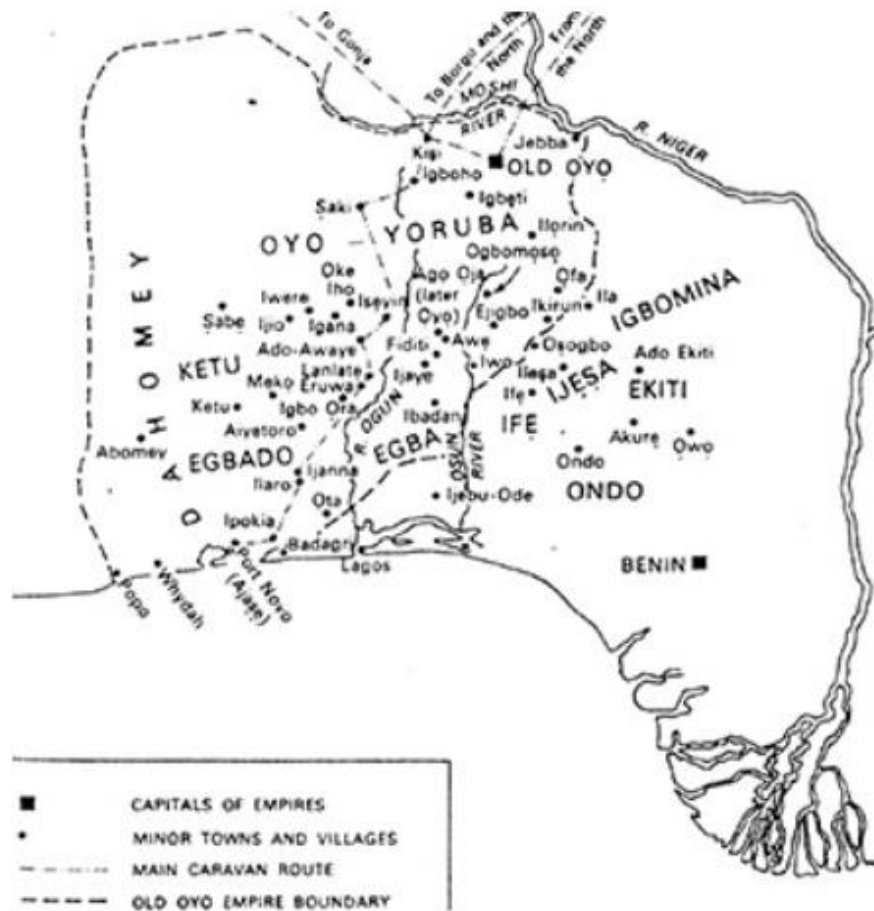 To Gonja
To Borgu and the
North
From
the North
MOSHI
RIVER
R. NIGER
Jebba
Kisi
OLD OYO
Igboho
Igbeti
Saki
OYO - YORUBA
Ilorin
Ogbomoso
Oke
Iho
Ago Oja
(later
Oyo)
Ofa
Iwere
Iseyin
Ejigbo
Ikirun
Ila
IGBOMINA
Sabe
Ijio
Igana
Ado-Awaye
Fiditi
Awe
Osogbo
Ado Ekiti
DAHOMEY
KETU
Lanlate
Iwo
Ilesa
IJESA
EKITI
Meko
Eruwa
Ijaye
Ife
Ketu
Igbo Ora
R. OGUN
Ibadan
IFE
Akure
Owo
Aiyetoro
Abomey
EGBADO
EGBA
OSUN
RIVER
Ondo
Ijanna
Ilaro
Ijebu-Ode
ONDO
Ota
Ipokia
Badagri
Lagos
BENIN
Popo
Whydah
Port Novo
(Ajase)
CAPITALS OF EMPIRES
MINOR TOWNS AND VILLAGES
MAIN CARAVAN ROUTE
OLD OYO EMPIRE BOUNDARY